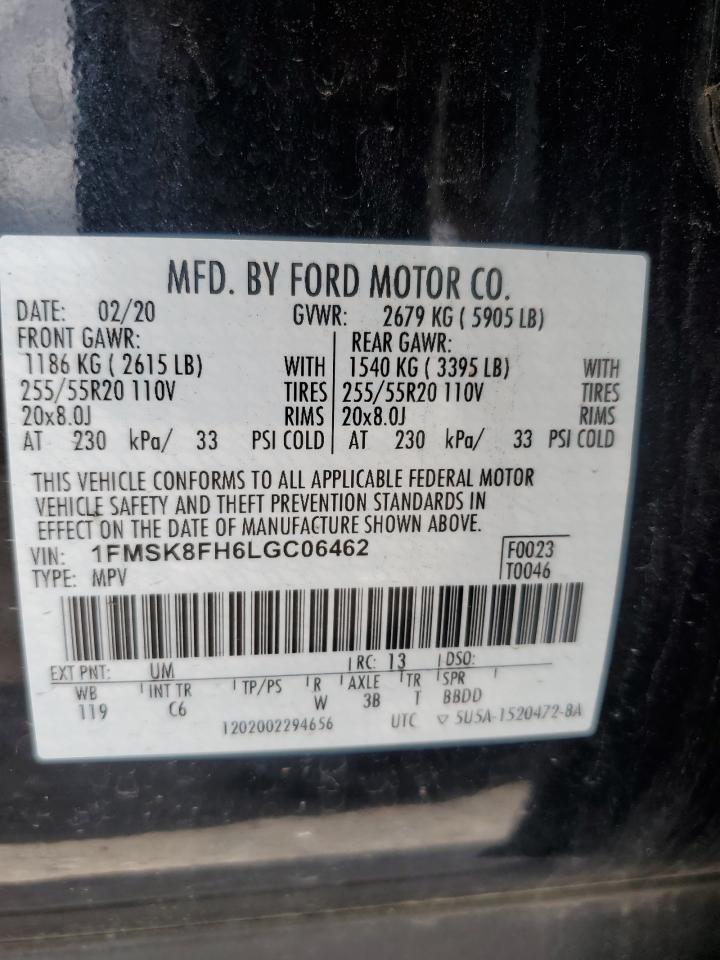 MFD. BY FORD MOTOR CO.
DATE: 02/20 GVWR: 2679 KG ( 5905 LB)
FRONT GAWR: REAR GAWR:
1186 KG ( 2615 LB) WITH 1540 KG ( 3395 LB) WITH
255/55R20 110V TIRES 255/55R20 110V TIRES
20x8.0J RIMS 20x8.0J RIMS
AT 230 kPa/ 33 PSI COLD AT 230 kPa/ 33 PSI COLD
THIS VEHICLE CONFORMS TO ALL APPLICABLE FEDERAL MOTOR
VEHICLE SAFETY AND THEFT PREVENTION STANDARDS IN
EFFECT ON THE DATE OF MANUFACTURE SHOWN ABOVE.
VIN: 1FMSK8FH6LGC06462 F0023
TYPE: MPV T0046
EXT PNT: UM RC: 13 DSO:
WB INT TR TP/PS R AXLE TR SPR
119 C6 W 3B T BBDD
1202002294656 UTC ▽ 5U5A-1520472-BA